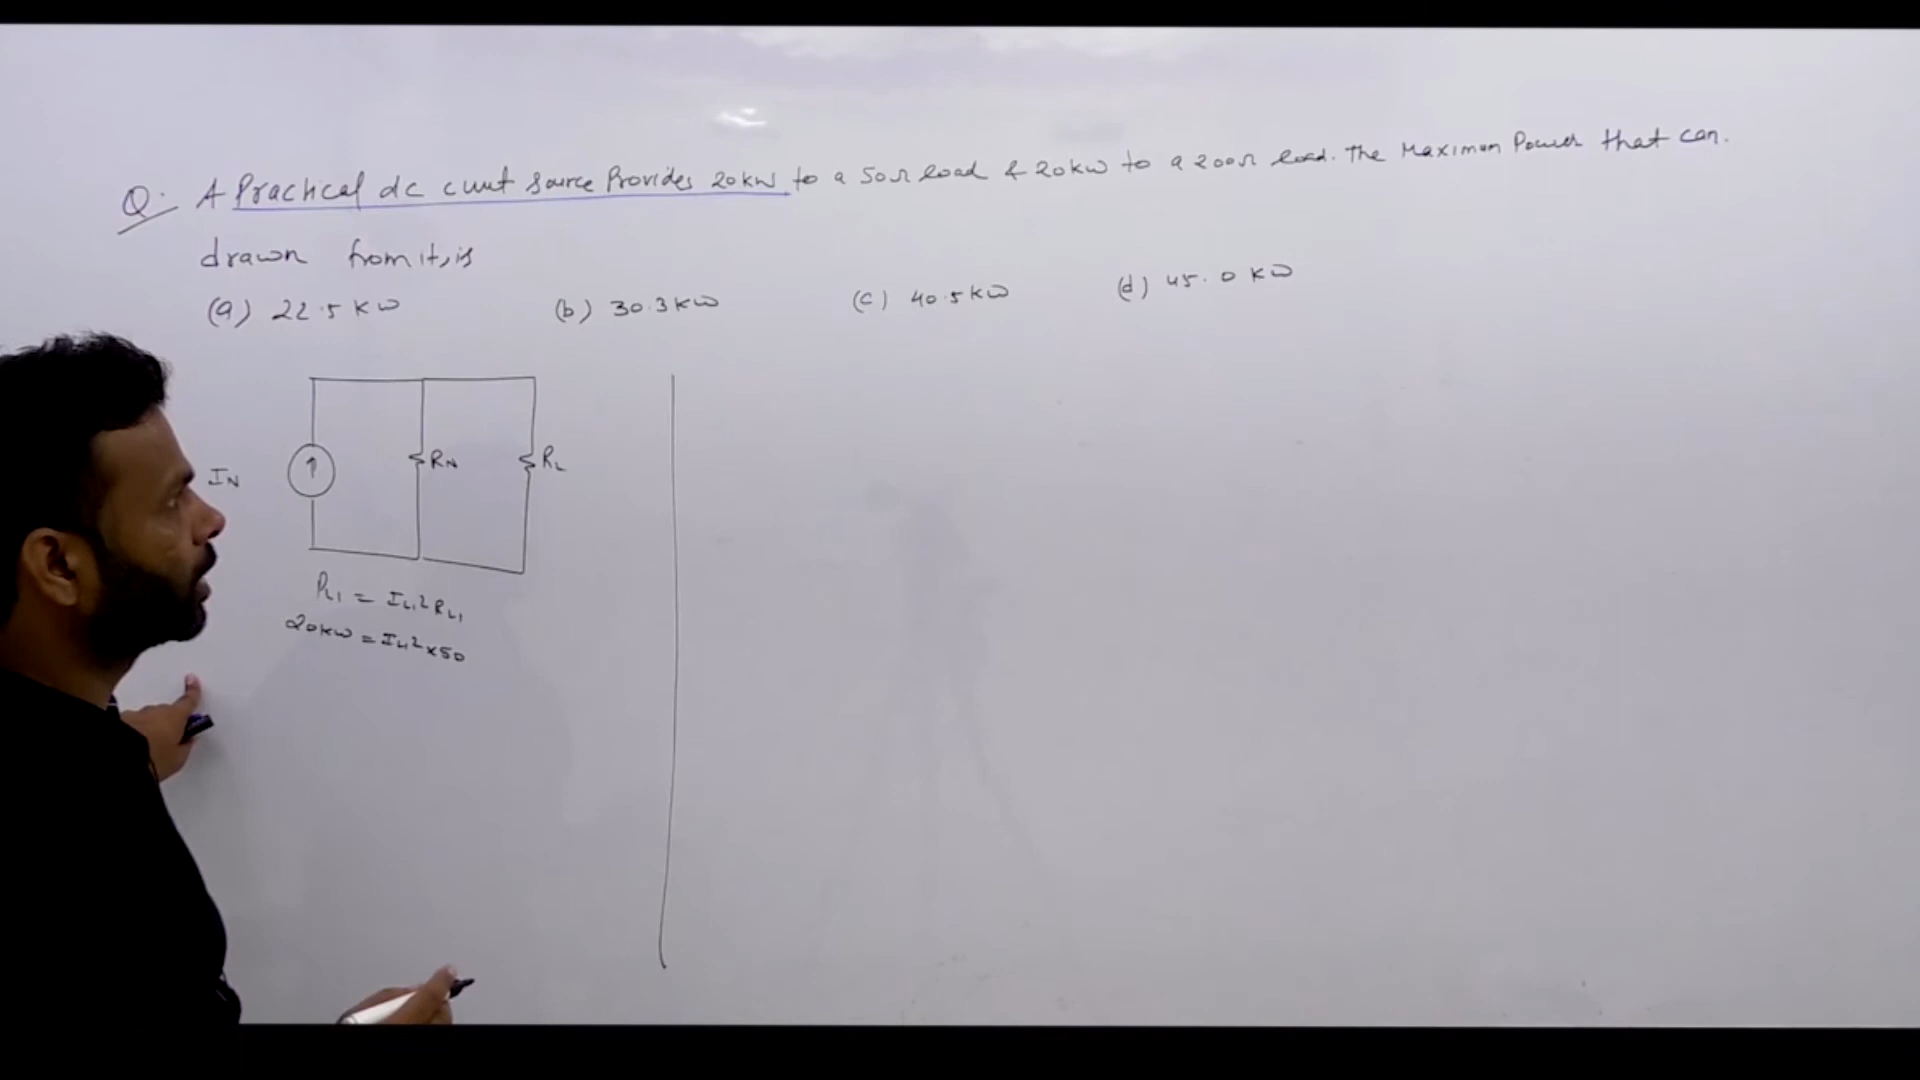 Q. A Practical dc cunt source Provides 20kw to a 50Ω load & 20kw to a 200Ω load. The Maximum Power that can.
drawn from it, is
(a) 22.5 kw (b) 30.3 kw (c) 40.5 kw (d) 45.0 kw
IN ↑ RN RL
PL1 = IL1² RL1
20kw = IL1² x 50